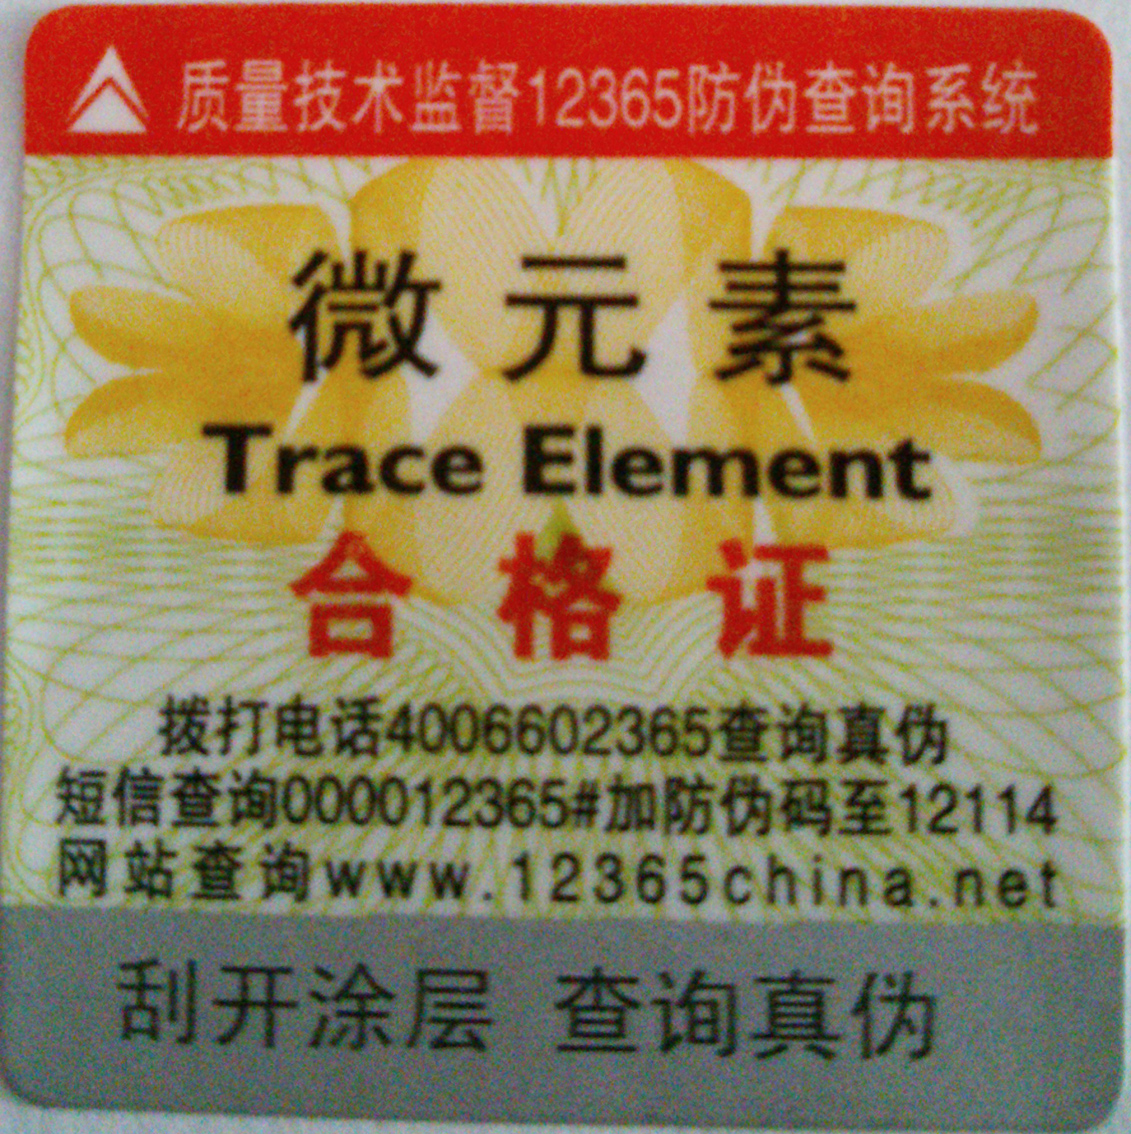 质量技术监督12365防伪查询系统
微元素
Trace Element
合格证
拨打电话4006602365查询真伪
短信查询000012365#加防伪码至12114
网站查询www.12365china.net
刮开涂层 查询真伪